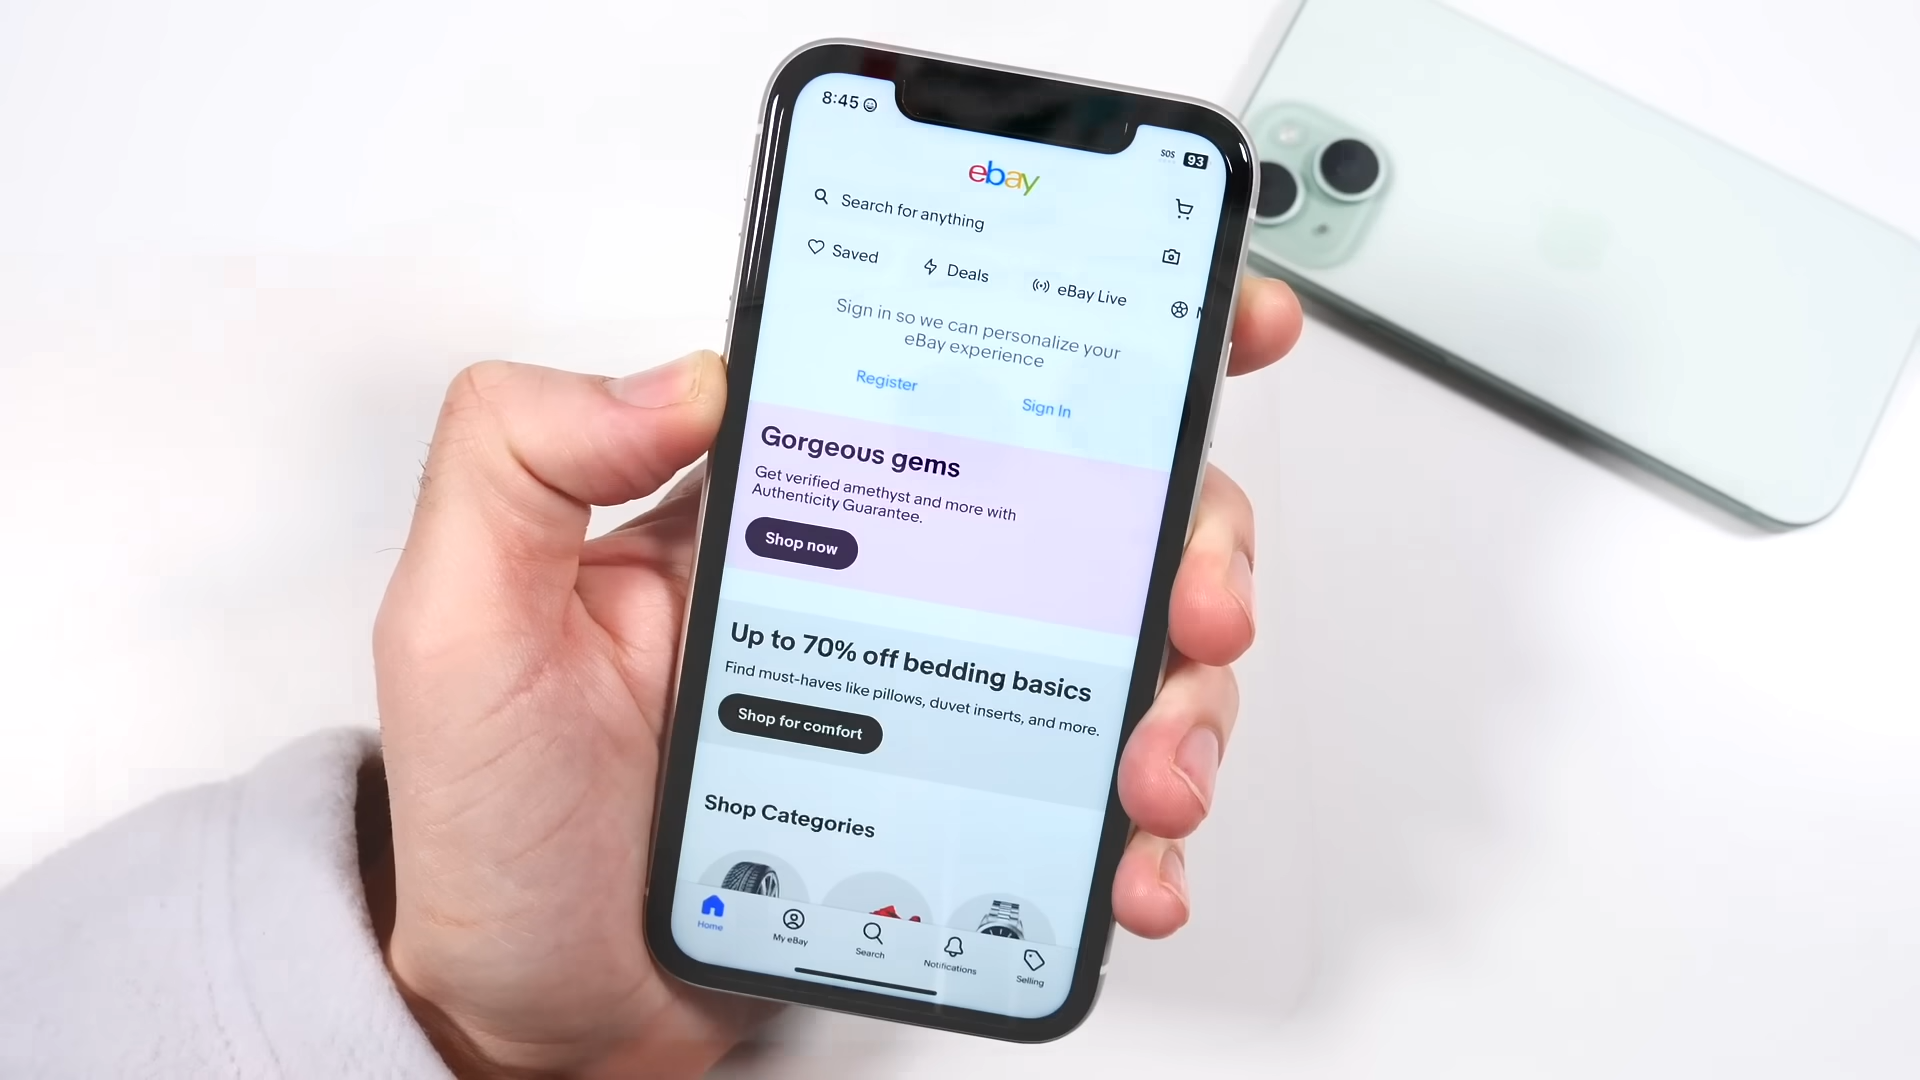 8:45
SOS 93
ebay
Search for anything
Saved Deals eBay Live
Sign in so we can personalize your
eBay experience
Register Sign In
Gorgeous gems
Get verified amethyst and more with
Authenticity Guarantee.
Shop now
Up to 70% off bedding basics
Find must-haves like pillows, duvet inserts, and more.
Shop for comfort
Shop Categories
Home My eBay Search Notifications Selling